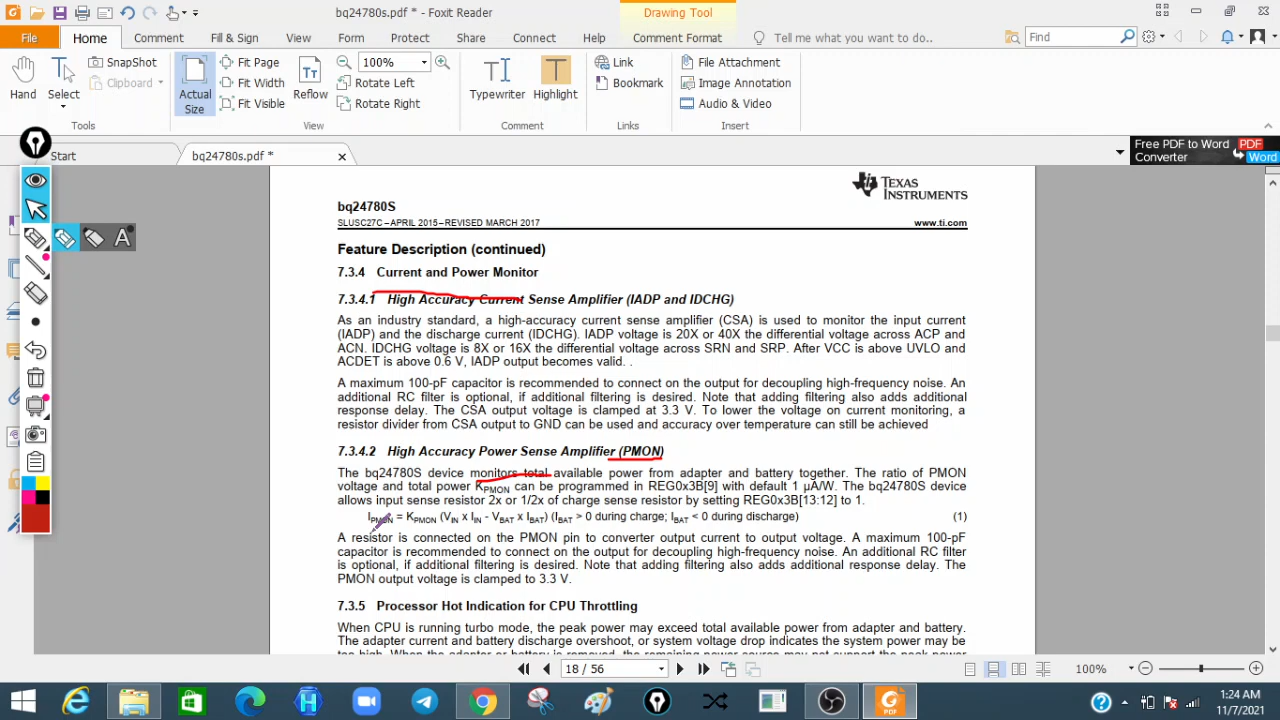 bq24780s.pdf * - Foxit Reader
Drawing Tool
File Home Comment Fill & Sign View Form Protect Share Connect Help Comment Format Tell me what you want to do.. Find
SnapShot Fit Page 100% Link File Attachment
Clipboard Fit Width Rotate Left Bookmark Image Annotation
Hand Select Actual Size Fit Visible Reflow Rotate Right Typewriter Highlight Audio & Video
Tools View Comment Links Insert
Start bq24780s.pdf * Free PDF to Word Converter PDF Word
A
TEXAS INSTRUMENTS
bq24780S
SLUSC27C – APRIL 2015 – REVISED MARCH 2017 www.ti.com
Feature Description (continued)
7.3.4 Current and Power Monitor
7.3.4.1 High Accuracy Current Sense Amplifier (IADP and IDCHG)
As an industry standard, a high-accuracy current sense amplifier (CSA) is used to monitor the input current
(IADP) and the discharge current (IDCHG). IADP voltage is 20X or 40X the differential voltage across ACP and
ACN. IDCHG voltage is 8X or 16X the differential voltage across SRN and SRP. After VCC is above UVLO and
ACDET is above 0.6 V, IADP output becomes valid. .
A maximum 100-pF capacitor is recommended to connect on the output for decoupling high-frequency noise. An
additional RC filter is optional, if additional filtering is desired. Note that adding filtering also adds additional
response delay. The CSA output voltage is clamped at 3.3 V. To lower the voltage on current monitoring, a
resistor divider from CSA output to GND can be used and accuracy over temperature can still be achieved
7.3.4.2 High Accuracy Power Sense Amplifier (PMON)
The bq24780S device monitors total available power from adapter and battery together. The ratio of PMON
voltage and total power KPMON can be programmed in REG0x3B[9] with default 1 µA/W. The bq24780S device
allows input sense resistor 2x or 1/2x of charge sense resistor by setting REG0x3B[13:12] to 1.
IPMON = KPMON (VIN x IIN - VBAT x IBAT) (IBAT > 0 during charge; IBAT < 0 during discharge) (1)
A resistor is connected on the PMON pin to converter output current to output voltage. A maximum 100-pF
capacitor is recommended to connect on the output for decoupling high-frequency noise. An additional RC filter
is optional, if additional filtering is desired. Note that adding filtering also adds additional response delay. The
PMON output voltage is clamped to 3.3 V.
7.3.5 Processor Hot Indication for CPU Throttling
When CPU is running turbo mode, the peak power may exceed total available power from adapter and battery.
The adapter current and battery discharge overshoot, or system voltage drop indicates the system power may be
too high. When the adapter or battery is removed, the remaining power source may not support the peak power
18 / 56 100%
1:24 AM
11/7/2021